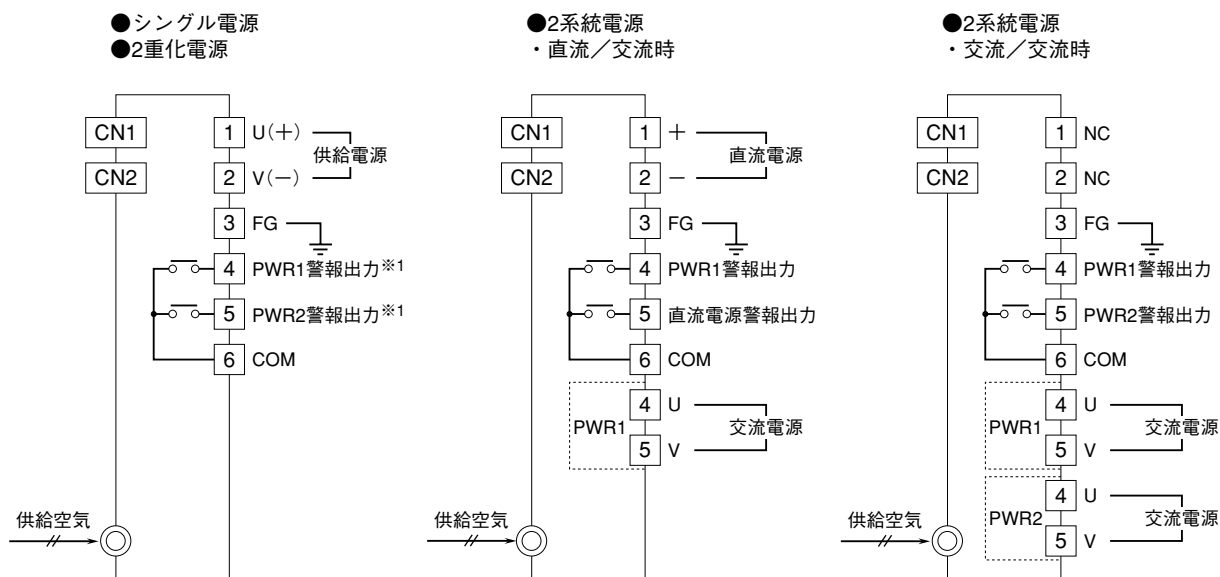 ●シングル電源
●2重化電源
CN1
CN2
1 U(+)
供給電源
2 V(−)
3 FG
4 PWR1警報出力※1
5 PWR2警報出力※1
6 COM
供給空気
●2系統電源
・直流／交流時
CN1
CN2
1 +
直流電源
2 −
3 FG
4 PWR1警報出力
5 直流電源警報出力
6 COM
PWR1
4 U
交流電源
5 V
供給空気
●2系統電源
・交流／交流時
CN1
CN2
1 NC
2 NC
3 FG
4 PWR1警報出力
5 PWR2警報出力
6 COM
PWR1
4 U
交流電源
5 V
PWR2
4 U
交流電源
5 V
供給空気